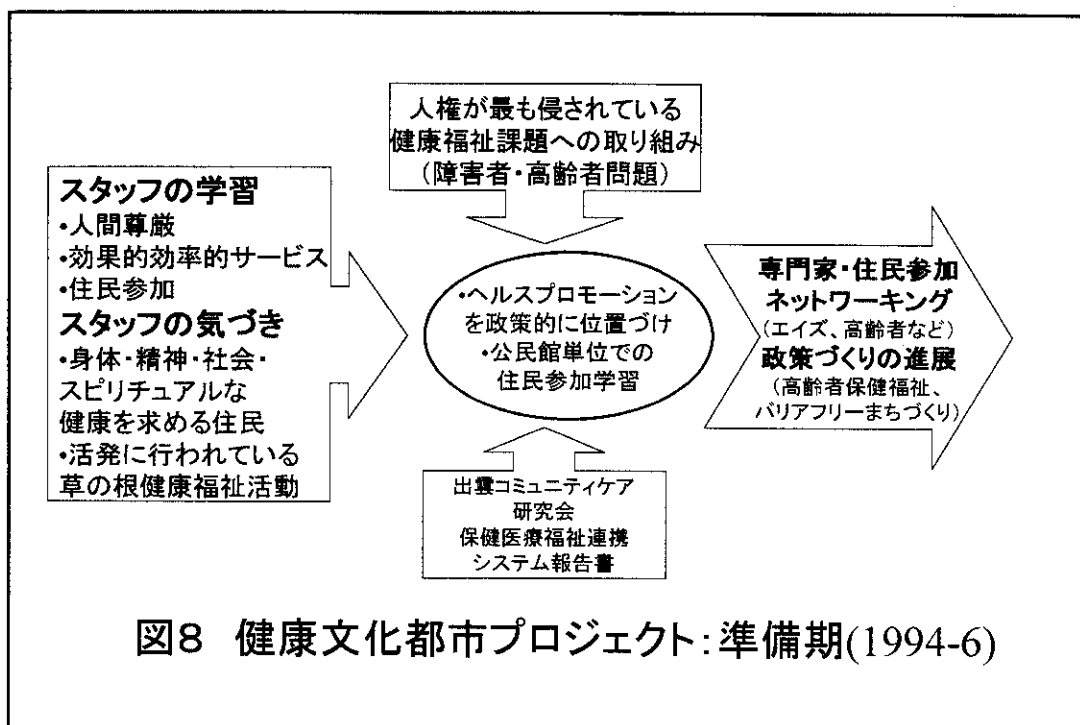 人権が最も侵されている
健康福祉課題への取り組み
(障害者・高齢者問題)
スタッフの学習
・人間尊厳
・効果的効率的サービス
・住民参加
スタッフの気づき
・身体・精神・社会・
スピリチュアルな
健康を求める住民
・活発に行われている
草の根健康福祉活動
・ヘルスプロモーション
を政策的に位置づけ
・公民館単位での
住民参加学習
専門家・住民参加
ネットワーキング
(エイズ、高齢者など)
政策づくりの進展
(高齢者保健福祉、
バリアフリーまちづくり)
出雲コミュニティケア
研究会
保健医療福祉連携
システム報告書
図8 健康文化都市プロジェクト:準備期(1994-6)